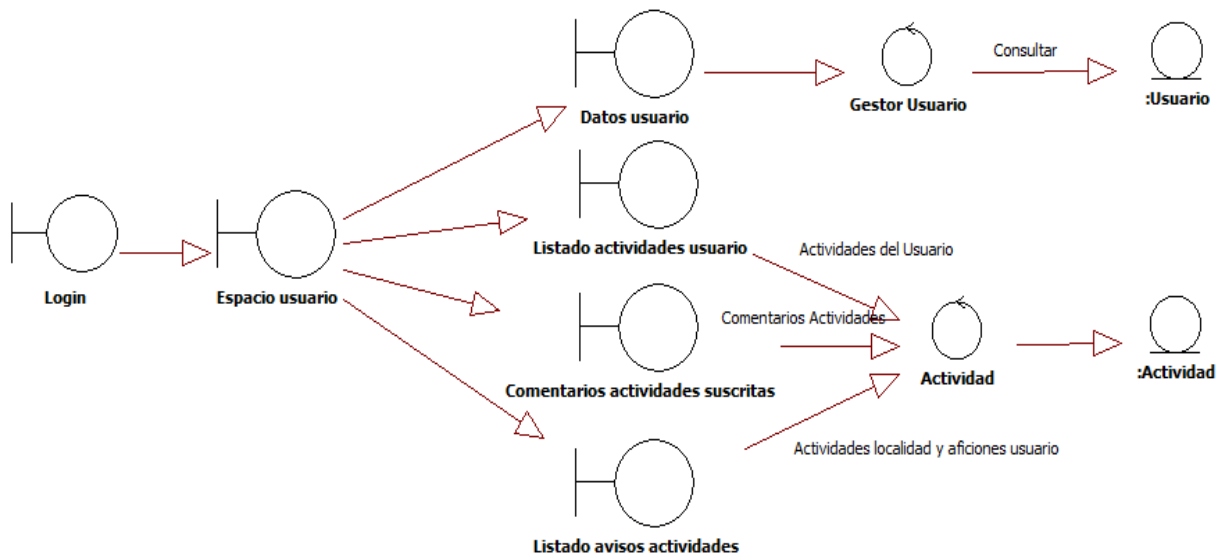 Consultar
Datos usuario
Gestor Usuario
:Usuario
Listado actividades usuario
Actividades del Usuario
Login
Espacio usuario
Comentarios Actividades
Comentarios actividades suscritas
Actividad
:Actividad
Actividades localidad y aficiones usuario
Listado avisos actividades